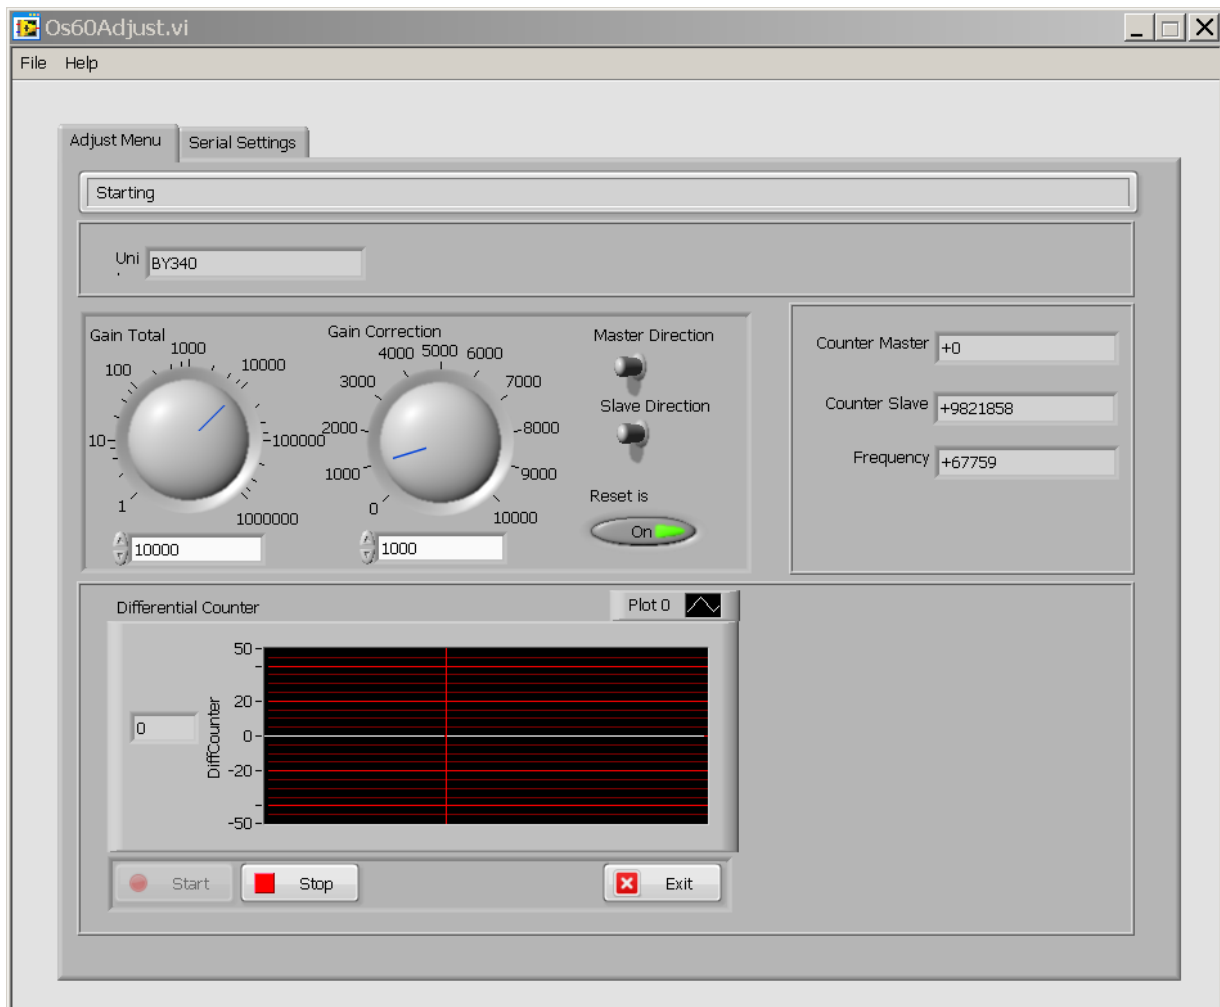 Os60Adjust.vi
File Help
Adjust Menu Serial Settings
Starting
Uni BY340
Gain Total
1
10
100
1000
10000
100000
1000000
10000
Gain Correction
0
1000
2000
3000
4000
5000
6000
7000
8000
9000
10000
1000
Master Direction
Slave Direction
Reset is
On
Counter Master +0
Counter Slave +9821858
Frequency +67759
Differential Counter
Plot 0
0
DiffCounter
50
20
0
-20
-50
Start Stop Exit